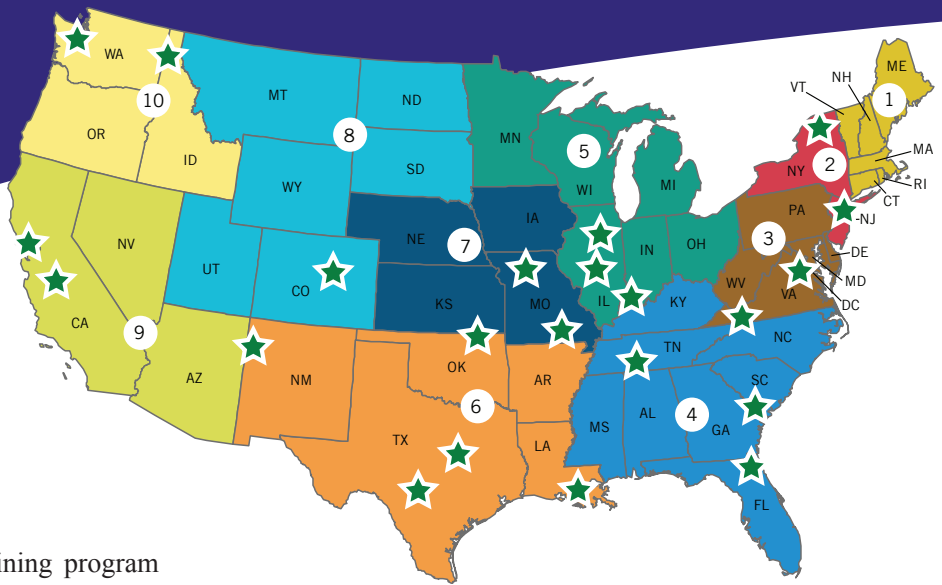 WA
MT
ND
MN
ME
NH
VT
1
10
8
5
OR
ID
WY
SD
WI
MI
NY
2
MA
RI
CT
IA
NE
7
PA
NJ
NV
UT
CO
IL
IN
OH
3
DE
MD
WV
VA
DC
KS
MO
KY
CA
9
NC
TN
AZ
NM
OK
AR
SC
6
MS
AL
4
GA
TX
LA
FL
ining program